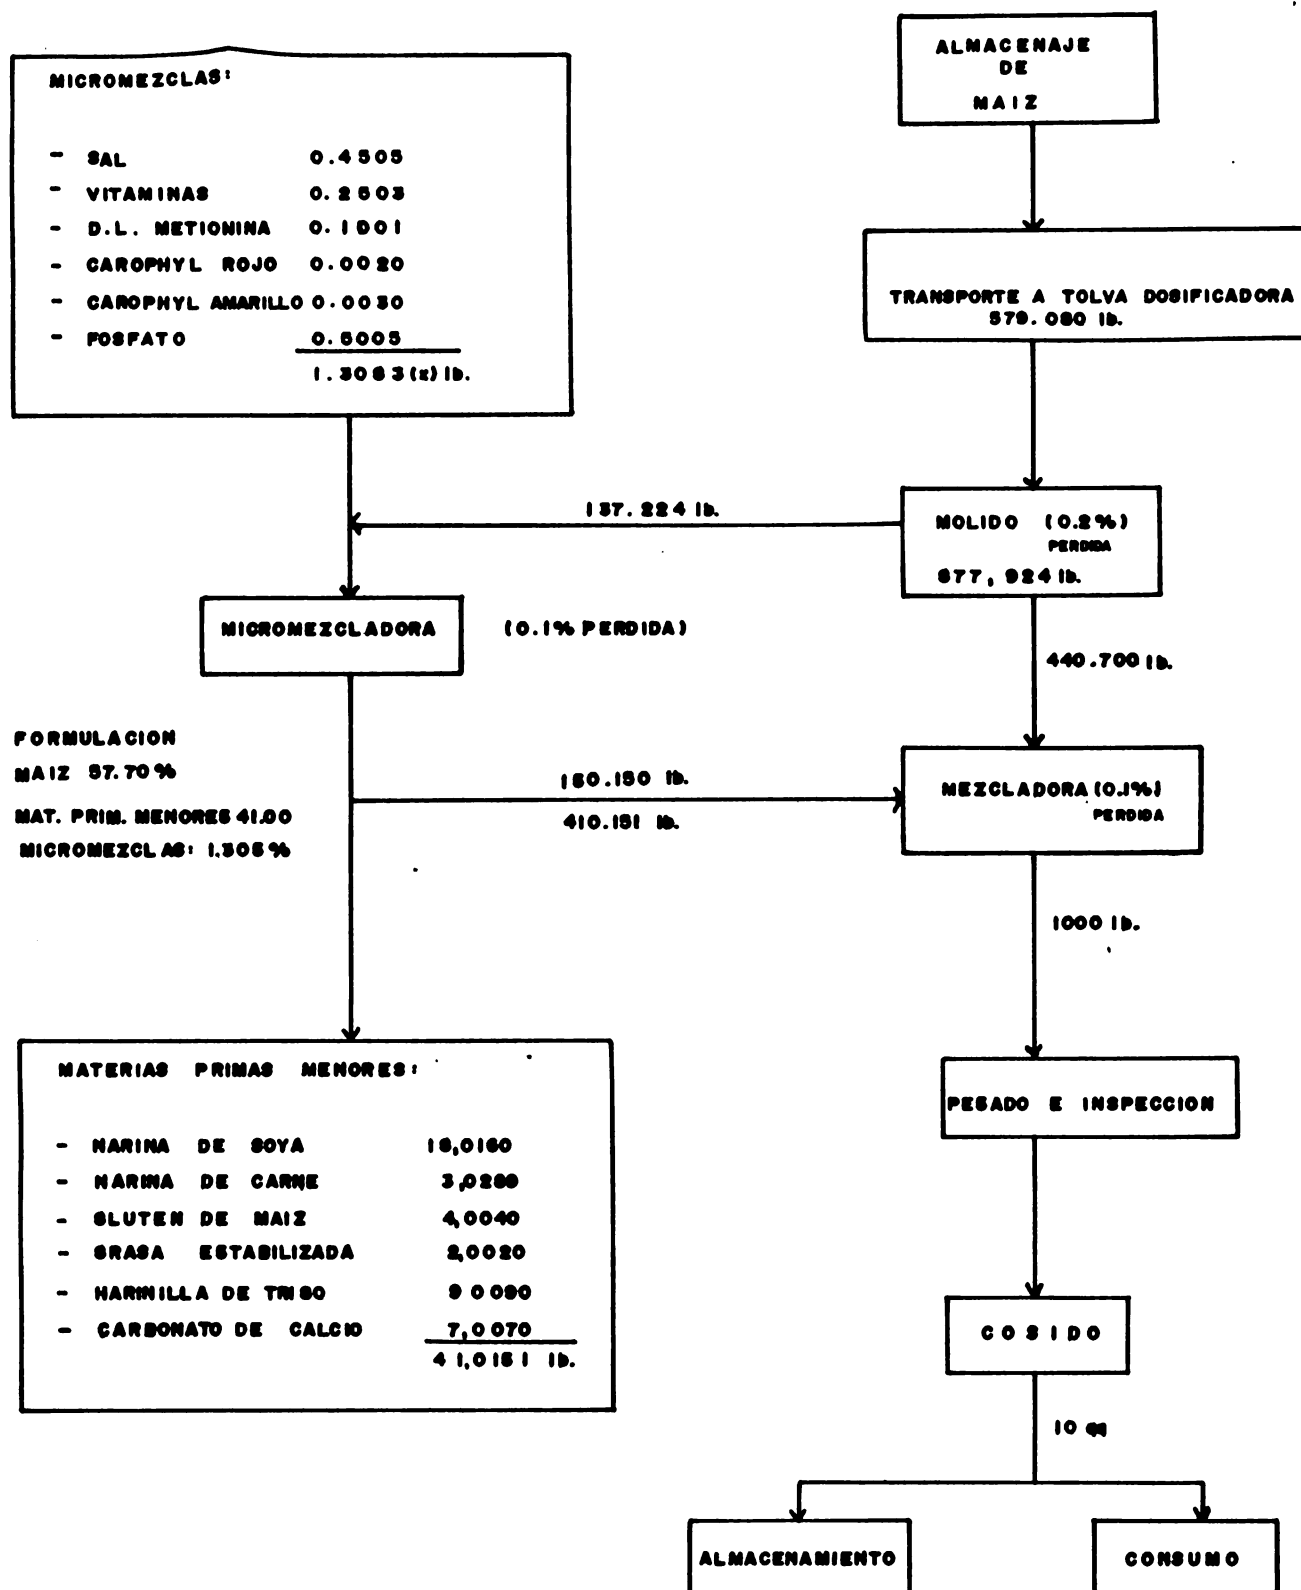 MICROMEZCLAS:
- SAL 0.4505
- VITAMINAS 0.2503
- D.L. METIONINA 0.1001
- CAROPHYL ROJO 0.0020
- CAROPHYL AMARILLO 0.0030
- FOSFATO 0.5005
1.3063(x) lb.
ALMACENAJE
DE
MAIZ
TRANSPORTE A TOLVA DOSIFICADORA
579.080 lb.
137.224 lb.
MOLIDO (0.2%)
PERDIDA
577, 924 lb.
MICROMEZCLADORA
(0.1% PERDIDA)
440.700 lb.
FORMULACION
MAIZ 57.70%
MAT. PRIM. MENORES 41.00
MICROMEZCLAS: 1.305%
150.150 lb.
410.151 lb.
MEZCLADORA (0.1%)
PERDIDA
1000 lb.
MATERIAS PRIMAS MENORES:
- HARINA DE SOYA 16,0160
- HARINA DE CARNE
- GLUTEN DE MAIZ 4,0040
- GRASA ESTABILIZADA 2,0020
- HARINILLA DE TRIGO 9 0090
- CARBONATO DE CALCIO 7,0070
41,0151 lb.
PESADO E INSPECCION
COSIDO
10 qq
ALMACENAMIENTO
CONSUMO